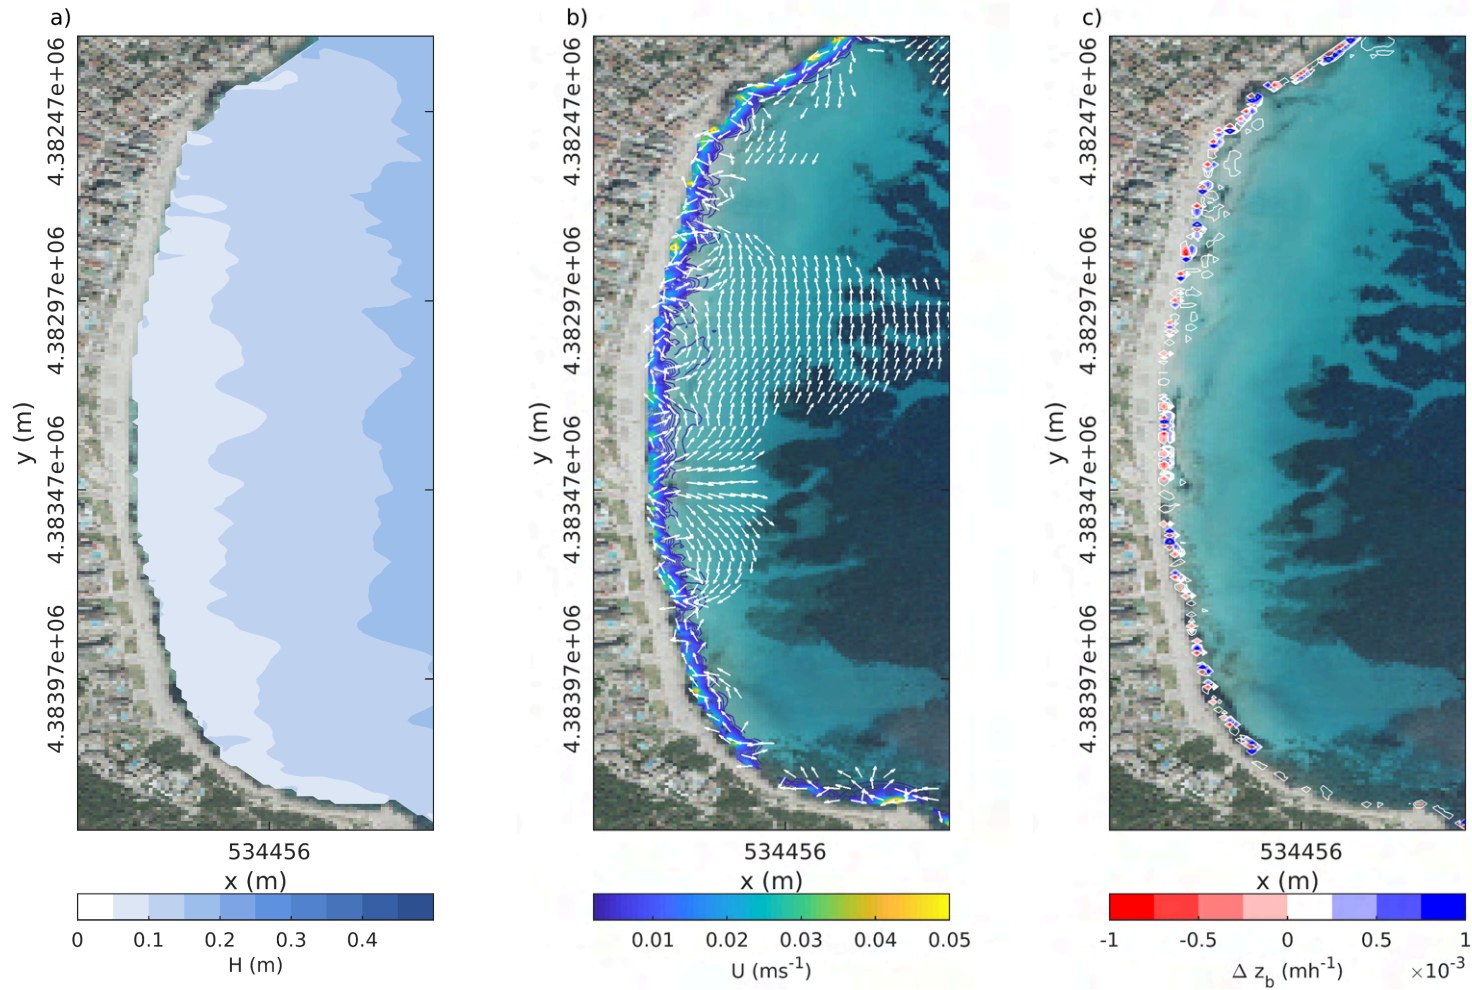 a)
y (m)
4.38247e+06
4.38297e+06
4.38347e+06
4.38397e+06
534456
x (m)
0 0.1 0.2 0.3 0.4
H (m)
b)
y (m)
4.38247e+06
4.38297e+06
4.38347e+06
4.38397e+06
534456
x (m)
0.01 0.02 0.03 0.04 0.05
U (ms⁻¹)
c)
y (m)
4.38247e+06
4.38297e+06
4.38347e+06
4.38397e+06
534456
x (m)
-1 -0.5 0 0.5 1
Δ z_b (mh⁻¹) ×10⁻³